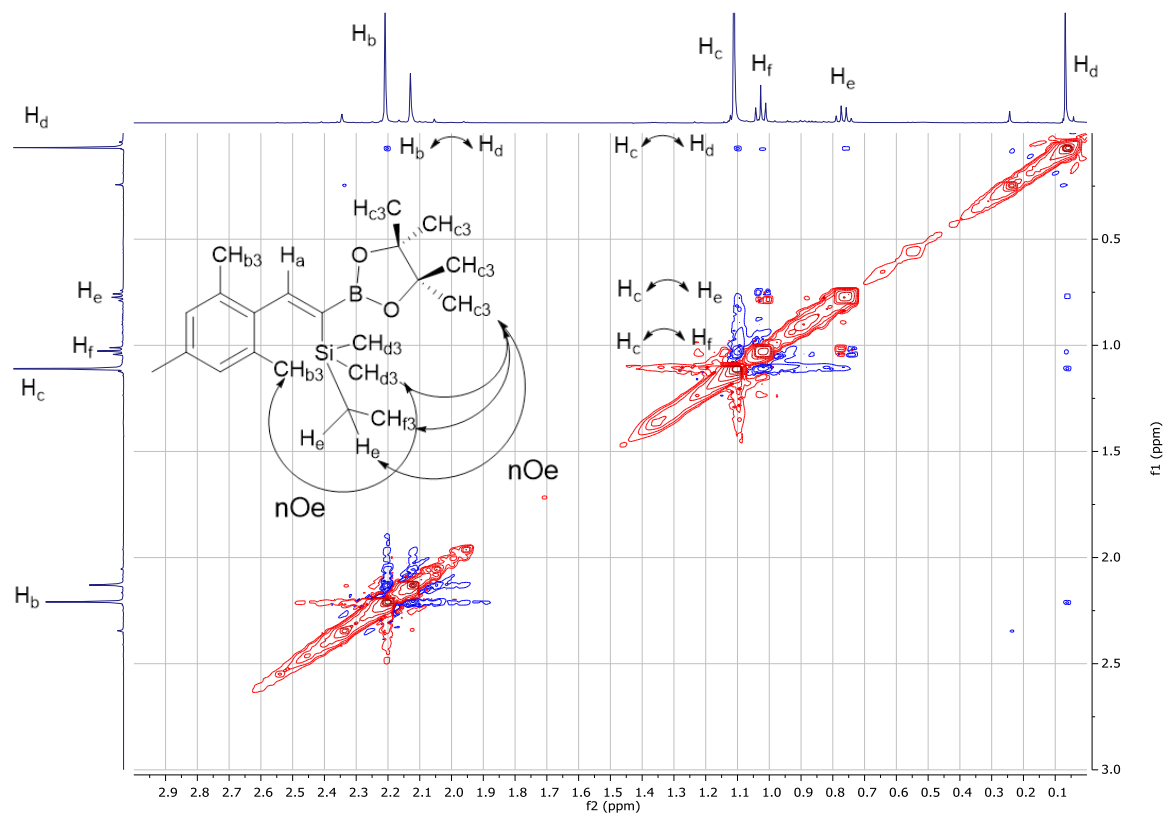 Hb
Hc
Hf
He
Hd
Hd
Hb Hd
Hc Hd
Hc3C
CHc3
CHb3
Ha
O
CHc3
B
O
CHc3
He
Hc He
0.5
Hf
Hc Hf
Si
CHd3
CHd3
CHb3
1.0
Hc
CHf3
He
He
nOe
nOe
1.5
f1 (ppm)
2.0
Hb
2.5
3.0
2.9 2.8 2.7 2.6 2.5 2.4 2.3 2.2 2.1 2.0 1.9 1.8 1.7 1.6 1.5 1.4 1.3 1.2 1.1 1.0 0.9 0.8 0.7 0.6 0.5 0.4 0.3 0.2 0.1
f2 (ppm)